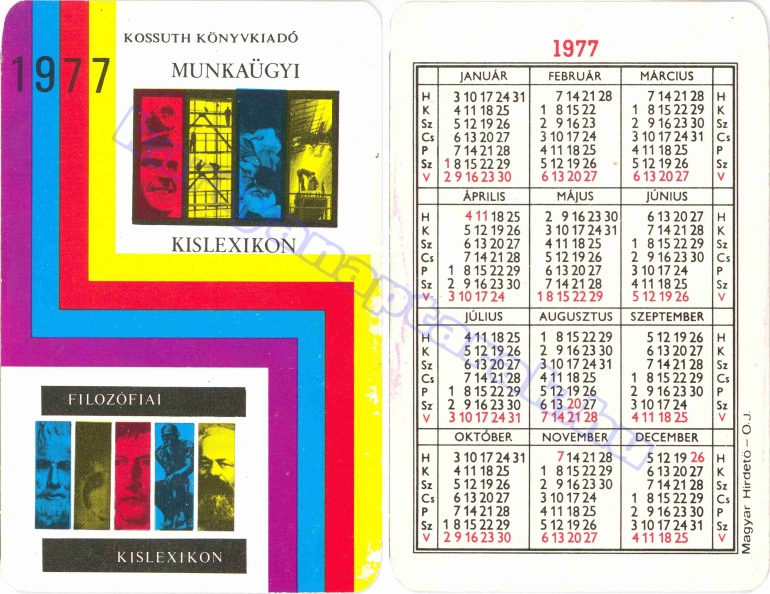 KOSSUTH KÖNYVKIADÓ
1977
MUNKAÜGYI
KISLEXIKON
FILOZÓFIAI
KISLEXIKON
1977
JANUÁR FEBRUÁR MÁRCIUS
H 3 10 17 24 31 7 14 21 28 7 14 21 28 H
K 4 11 18 25 1 8 15 22 1 8 15 22 29 K
Sz 5 12 19 26 2 9 16 23 2 9 16 23 30 Sz
Cs 6 13 20 27 3 10 17 24 3 10 17 24 31 Cs
P 7 14 21 28 4 11 18 25 4 11 18 25 P
Sz 1 8 15 22 29 5 12 19 26 5 12 19 26 Sz
V 2 9 16 23 30 6 13 20 27 6 13 20 27 V
ÁPRILIS MÁJUS JÚNIUS
H 4 11 18 25 2 9 16 23 30 6 13 20 27 H
K 5 12 19 26 3 10 17 24 31 7 14 21 28 K
Sz 6 13 20 27 4 11 18 25 1 8 15 22 29 Sz
Cs 7 14 21 28 5 12 19 26 2 9 16 23 30 Cs
P 1 8 15 22 29 6 13 20 27 3 10 17 24 P
Sz 2 9 16 23 30 7 14 21 28 4 11 18 25 Sz
V 3 10 17 24 1 8 15 22 29 5 12 19 26 V
JÚLIUS AUGUSZTUS SZEPTEMBER
H 4 11 18 25 1 8 15 22 29 5 12 19 26 H
K 5 12 19 26 2 9 16 23 30 6 13 20 27 K
Sz 6 13 20 27 3 10 17 24 31 7 14 21 28 Sz
Cs 7 14 21 28 4 11 18 25 1 8 15 22 29 Cs
P 1 8 15 22 29 5 12 19 26 2 9 16 23 30 P
Sz 2 9 16 23 30 6 13 20 27 3 10 17 24 Sz
V 3 10 17 24 31 7 14 21 28 4 11 18 25 V
OKTÓBER NOVEMBER DECEMBER
H 3 10 17 24 31 7 14 21 28 5 12 19 26 H
K 4 11 18 25 1 8 15 22 29 6 13 20 27 K
Sz 5 12 19 26 2 9 16 23 30 7 14 21 28 Sz
Cs 6 13 20 27 3 10 17 24 1 8 15 22 29 Cs
P 7 14 21 28 4 11 18 25 2 9 16 23 30 P
Sz 1 8 15 22 29 5 12 19 26 3 10 17 24 31 Sz
V 2 9 16 23 30 6 13 20 27 4 11 18 25 V
Magyar Hirdető – O.J.